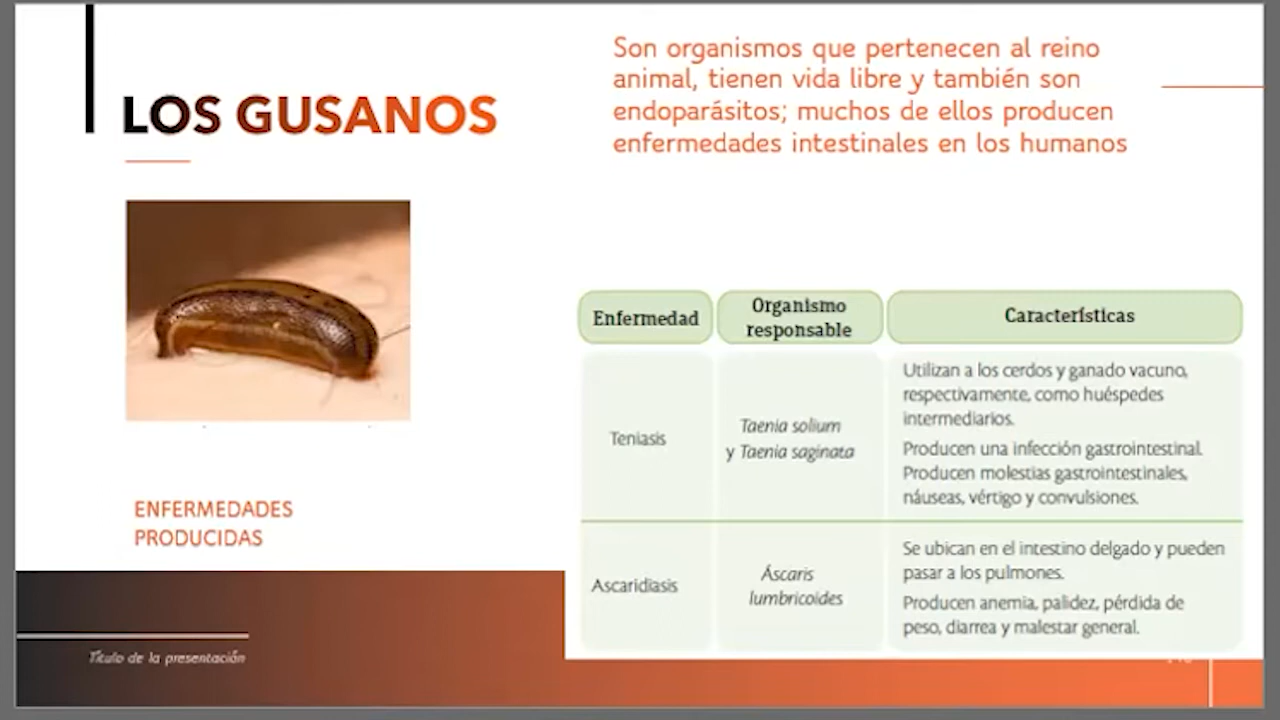 LOS GUSANOS
Son organismos que pertenecen al reino
animal, tienen vida libre y también son
endoparásitos; muchos de ellos producen
enfermedades intestinales en los humanos
ENFERMEDADES
PRODUCIDAS
Enfermedad
Organismo
responsable
Características
Teniasis
Taenia solium
y Taenia saginata
Utilizan a los cerdos y ganado vacuno,
respectivamente, como huéspedes
intermediarios.
Producen una infección gastrointestinal.
Producen molestias gastrointestinales,
náuseas, vértigo y convulsiones.
Ascaridiasis
Áscaris
lumbricoides
Se ubican en el intestino delgado y pueden
pasar a los pulmones.
Producen anemia, palidez, pérdida de
peso, diarrea y malestar general.
Título de la presentación